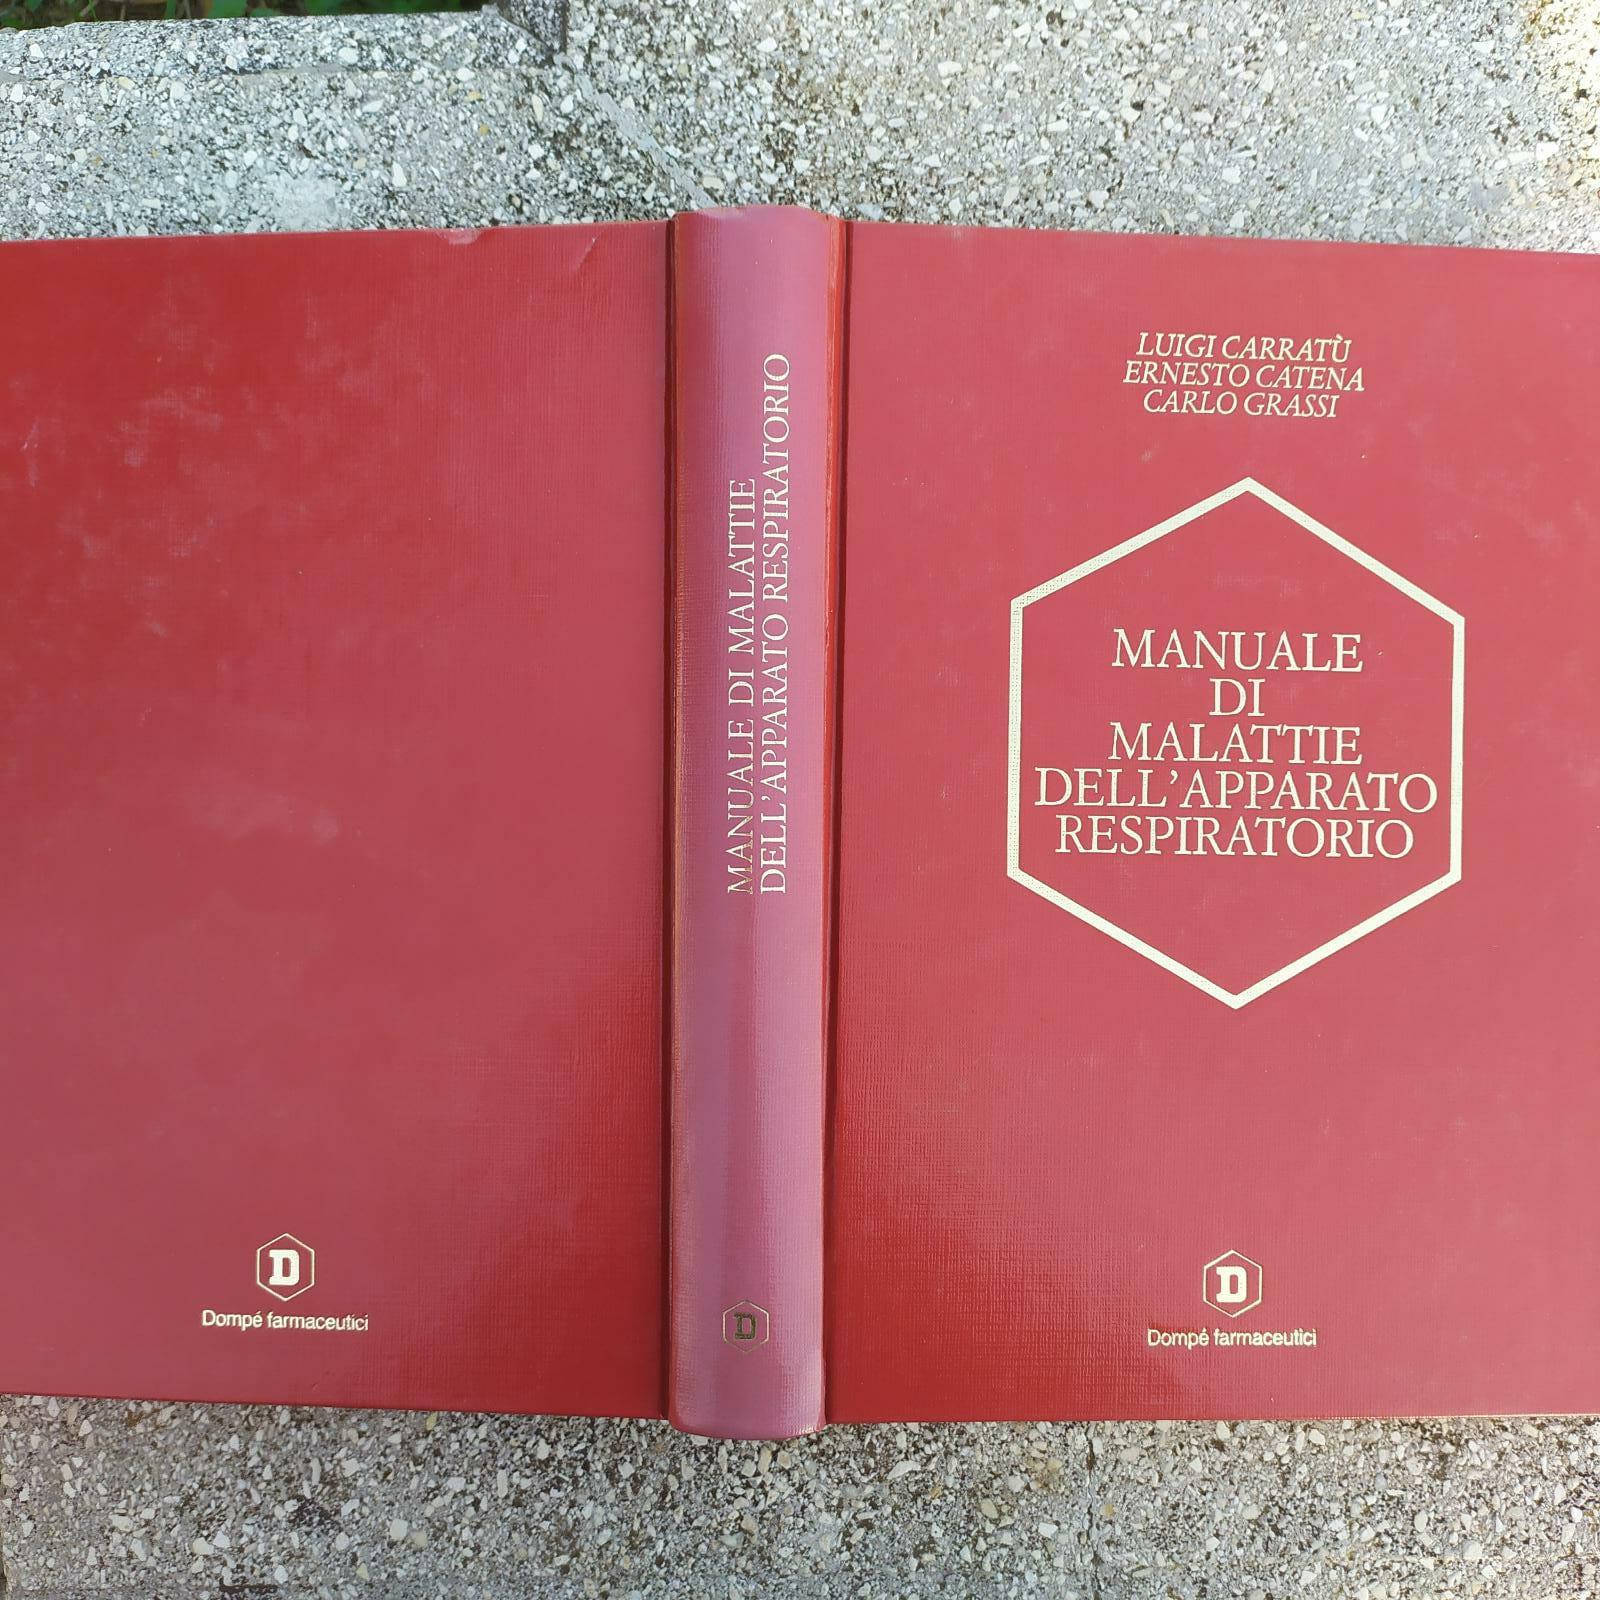 LUIGI CARRATÙ
ERNESTO CATENA
CARLO GRASSI
MANUALE
DI
MALATTIE
DELL'APPARATO
RESPIRATORIO
D
Dompé farmaceutici
MANUALE DI MALATTIE
DELL'APPARATO RESPIRATORIO
D
D
Dompé farmaceutici